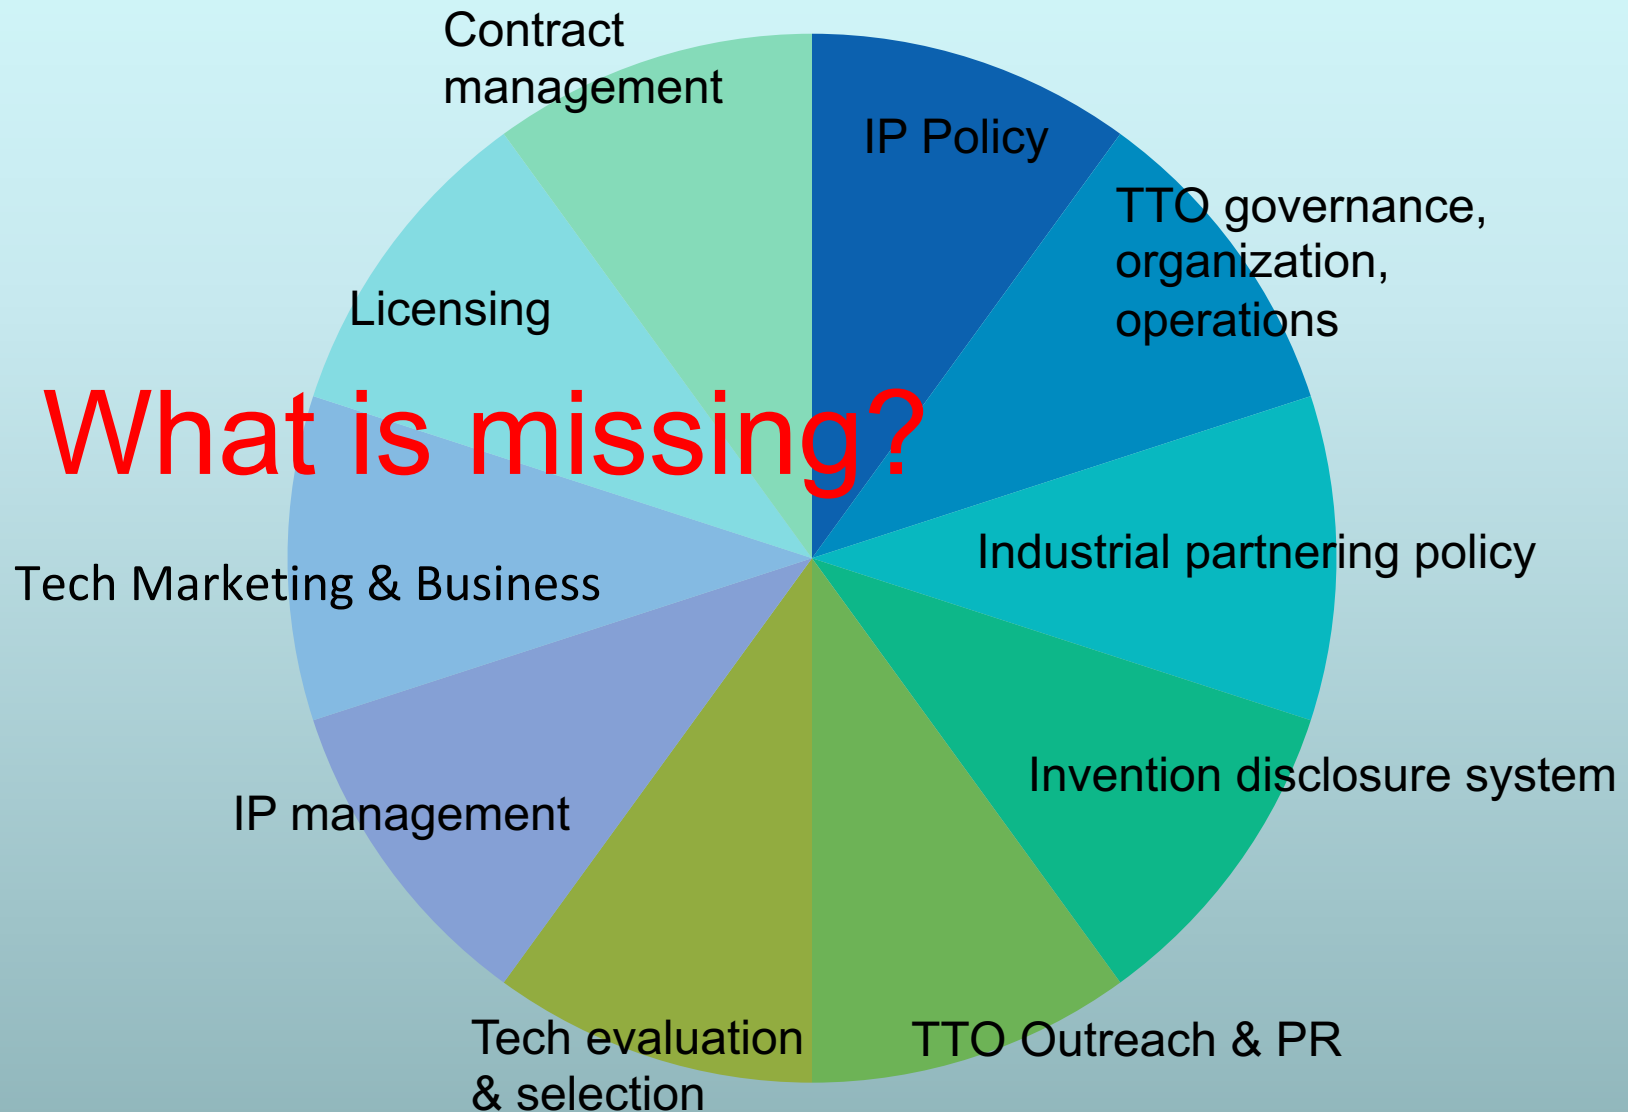 Contract
management
IP Policy
TTO governance,
organization,
operations
Licensing
What is missing?
Industrial partnering policy
Tech Marketing & Business
Invention disclosure system
IP management
Tech evaluation
& selection
TTO Outreach & PR